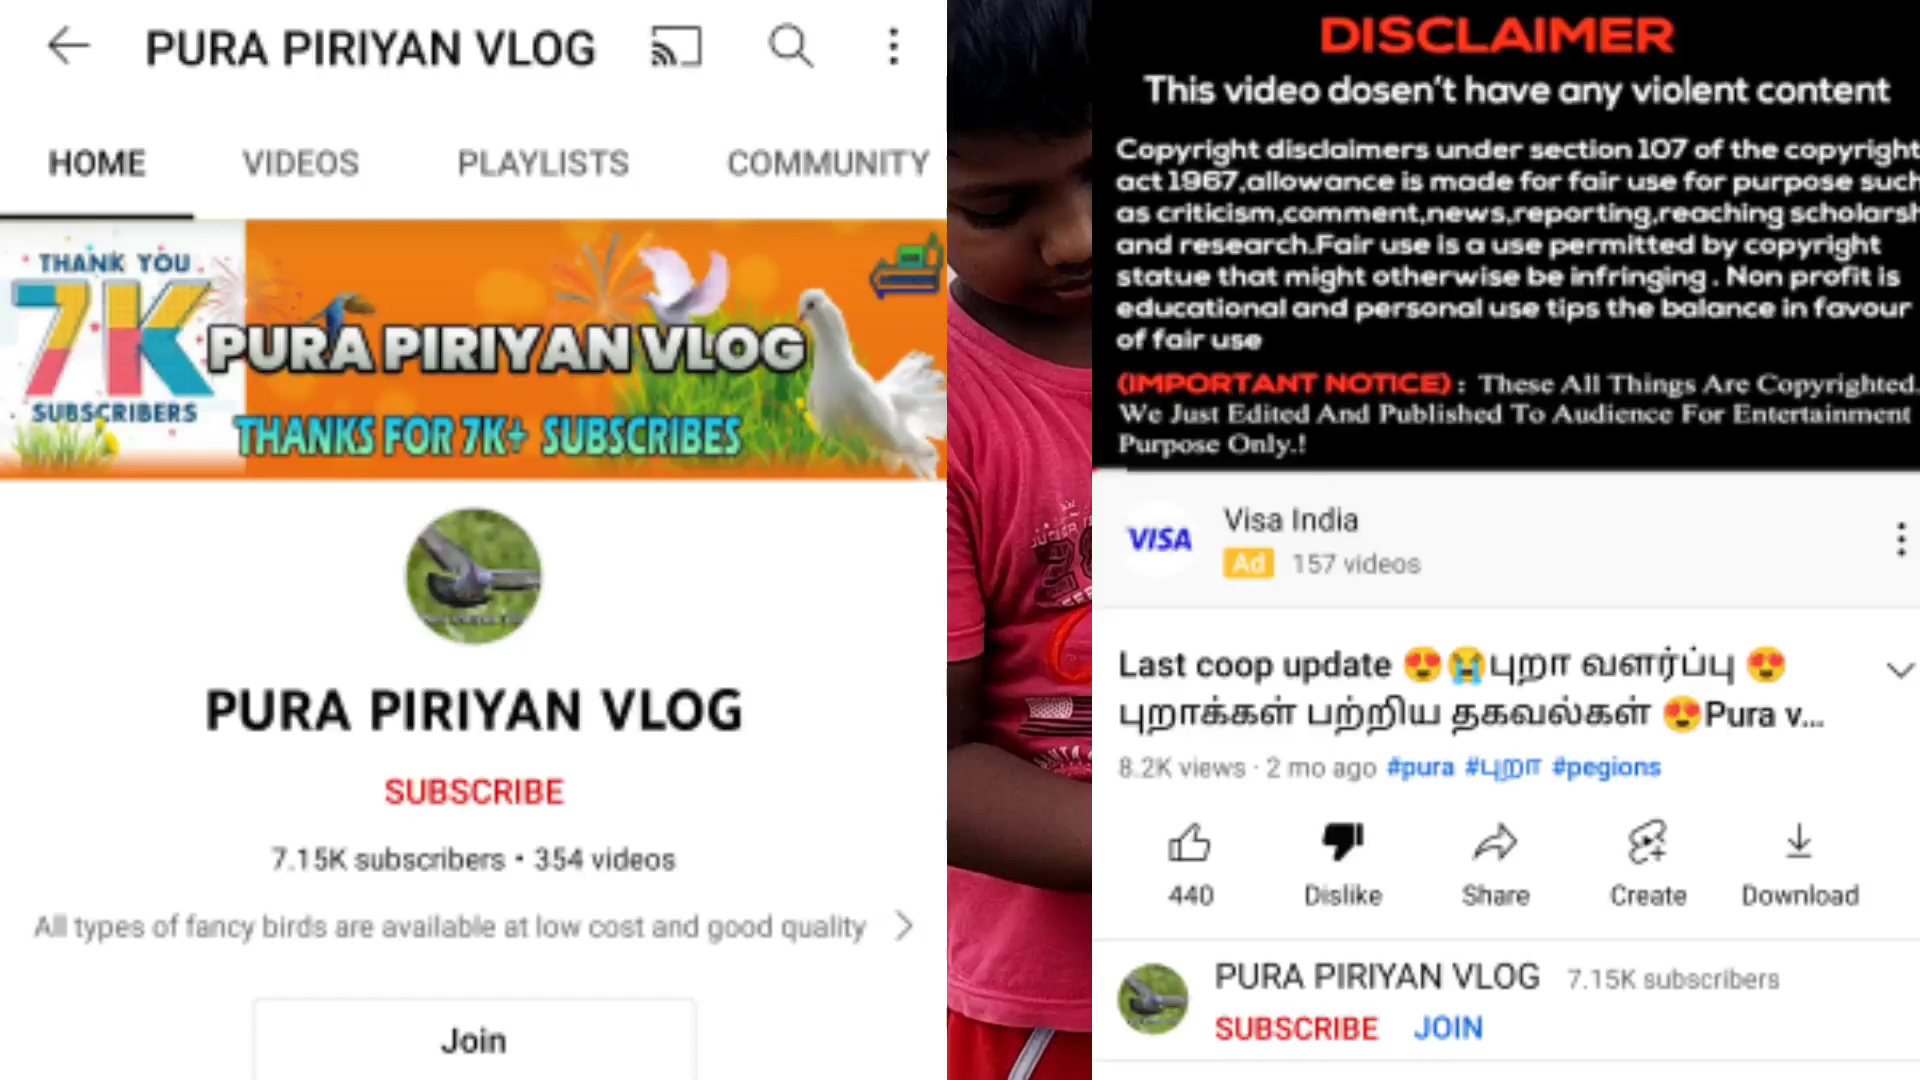 PURA PIRIYAN VLOG
HOME VIDEOS PLAYLISTS COMMUNITY
THANK YOU
7K
SUBSCRIBERS
PURA PIRIYAN VLOG
THANKS FOR 7K+ SUBSCRIBES
PURA PIRIYAN VLOG
SUBSCRIBE
7.15K subscribers • 354 videos
All types of fancy birds are available at low cost and good quality
Join
DISCLAIMER
This video dosen't have any violent content
Copyright disclaimers under section 107 of the copyright
act 1967,allowance is made for fair use for purpose such
as criticism,comment,news,reporting,reaching scholarsh
and research.Fair use is a use permitted by copyright
statue that might otherwise be infringing . Non profit is
educational and personal use tips the balance in favour
of fair use
(IMPORTANT NOTICE) : These All Things Are Copyrighted.
We Just Edited And Published To Audience For Entertainment
Purpose Only.!
VISA
Visa India
Ad 157 videos
Last coop update 😍😭புறா வளர்ப்பு 😍
புறாக்கள் பற்றிய தகவல்கள் 😍Pura v...
8.2K views · 2 mo ago #pura #புறா #pegions
440 Dislike Share Create Download
PURA PIRIYAN VLOG 7.15K subscribers
SUBSCRIBE JOIN